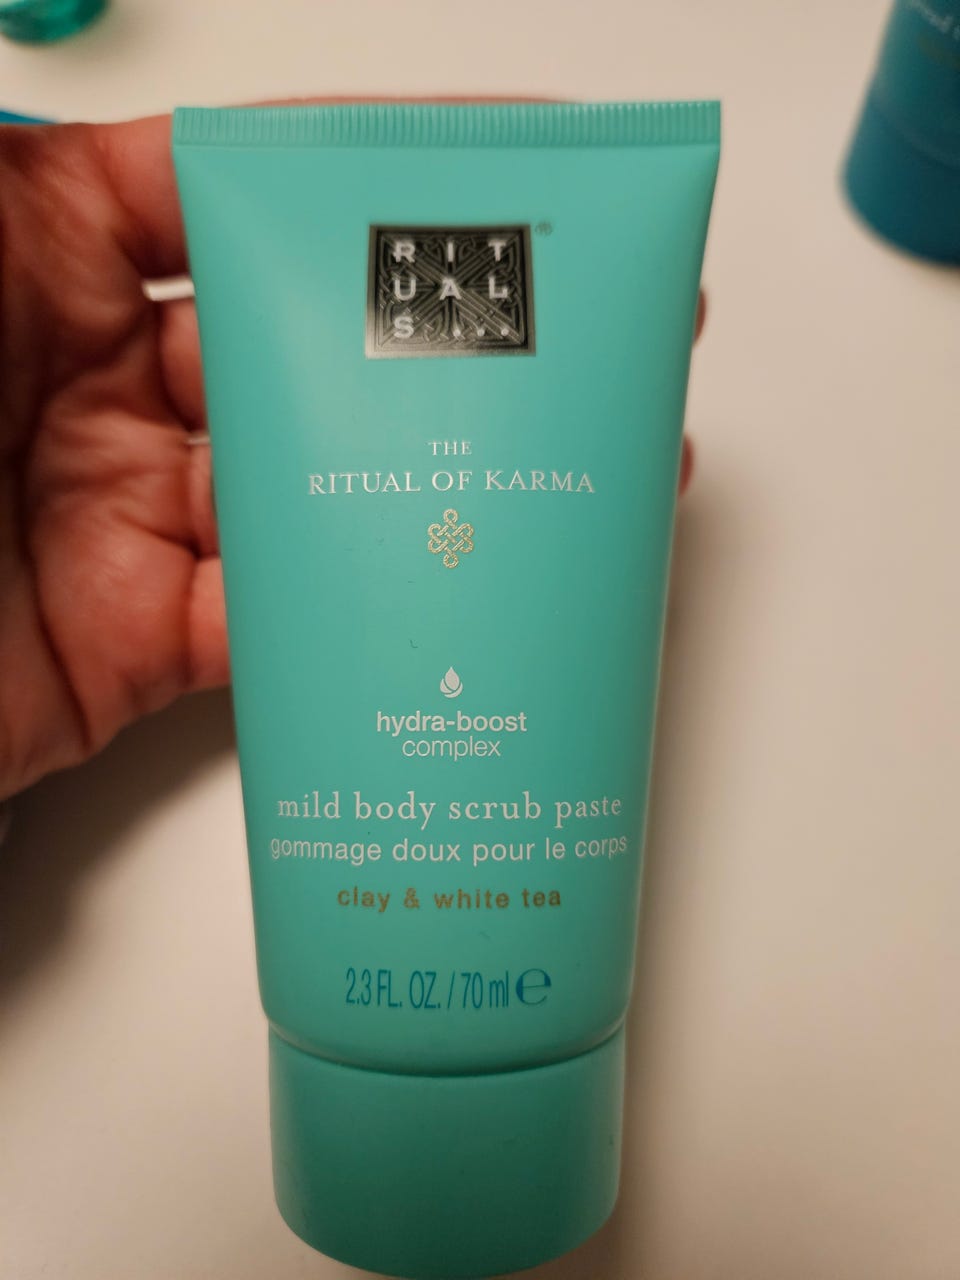 RIT
UAL
S...
®
THE
RITUAL OF KARMA
hydra-boost
complex
mild body scrub paste
gommage doux pour le corps
clay & white tea
2.3 FL. OZ. / 70 ml ℮